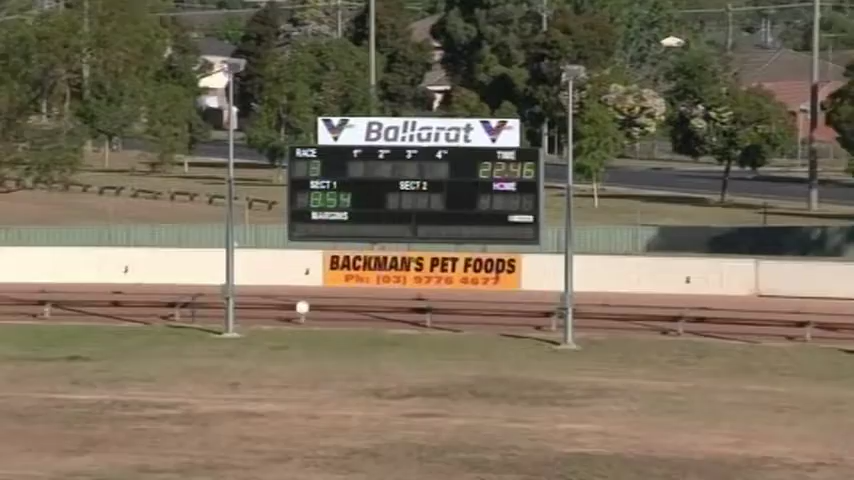 Ballarat
RACE 1st 2nd 3rd 4th TIME
3 22.46
SECT 1 SECT 2 HOME
8.54
MARGINS
BACKMAN'S PET FOODS
Ph: (03) 9776 4677